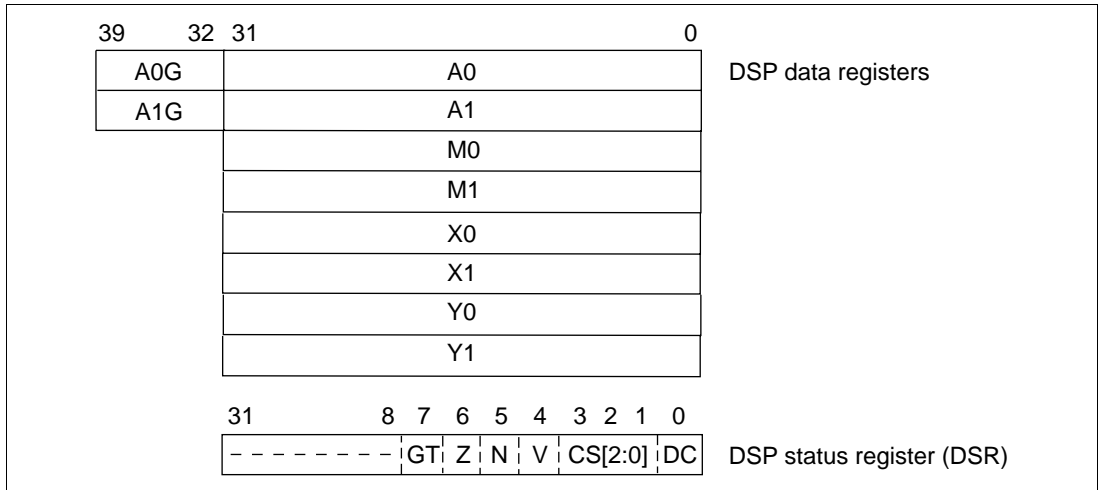 39 32 31 0
A0G A0 DSP data registers
A1G A1
M0
M1
X0
X1
Y0
Y1
31 8 7 6 5 4 3 2 1 0
GT Z N V CS[2:0] DC DSP status register (DSR)